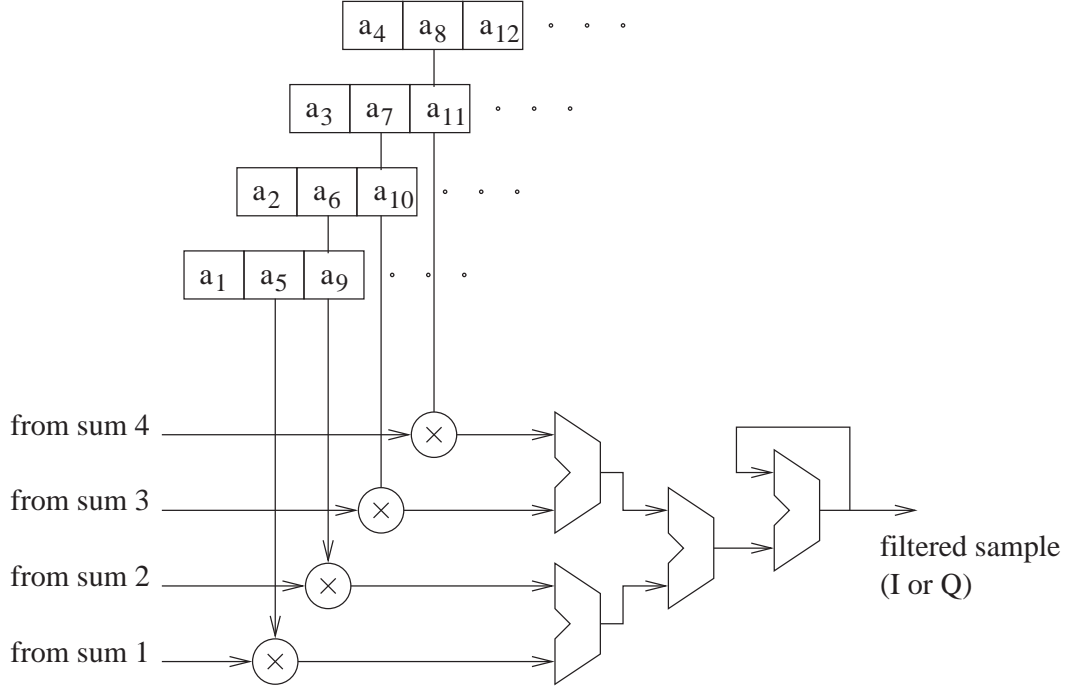 a4 a8 a12
a3 a7 a11
a2 a6 a10
a1 a5 a9
from sum 4
from sum 3
from sum 2
from sum 1
filtered sample
(I or Q)